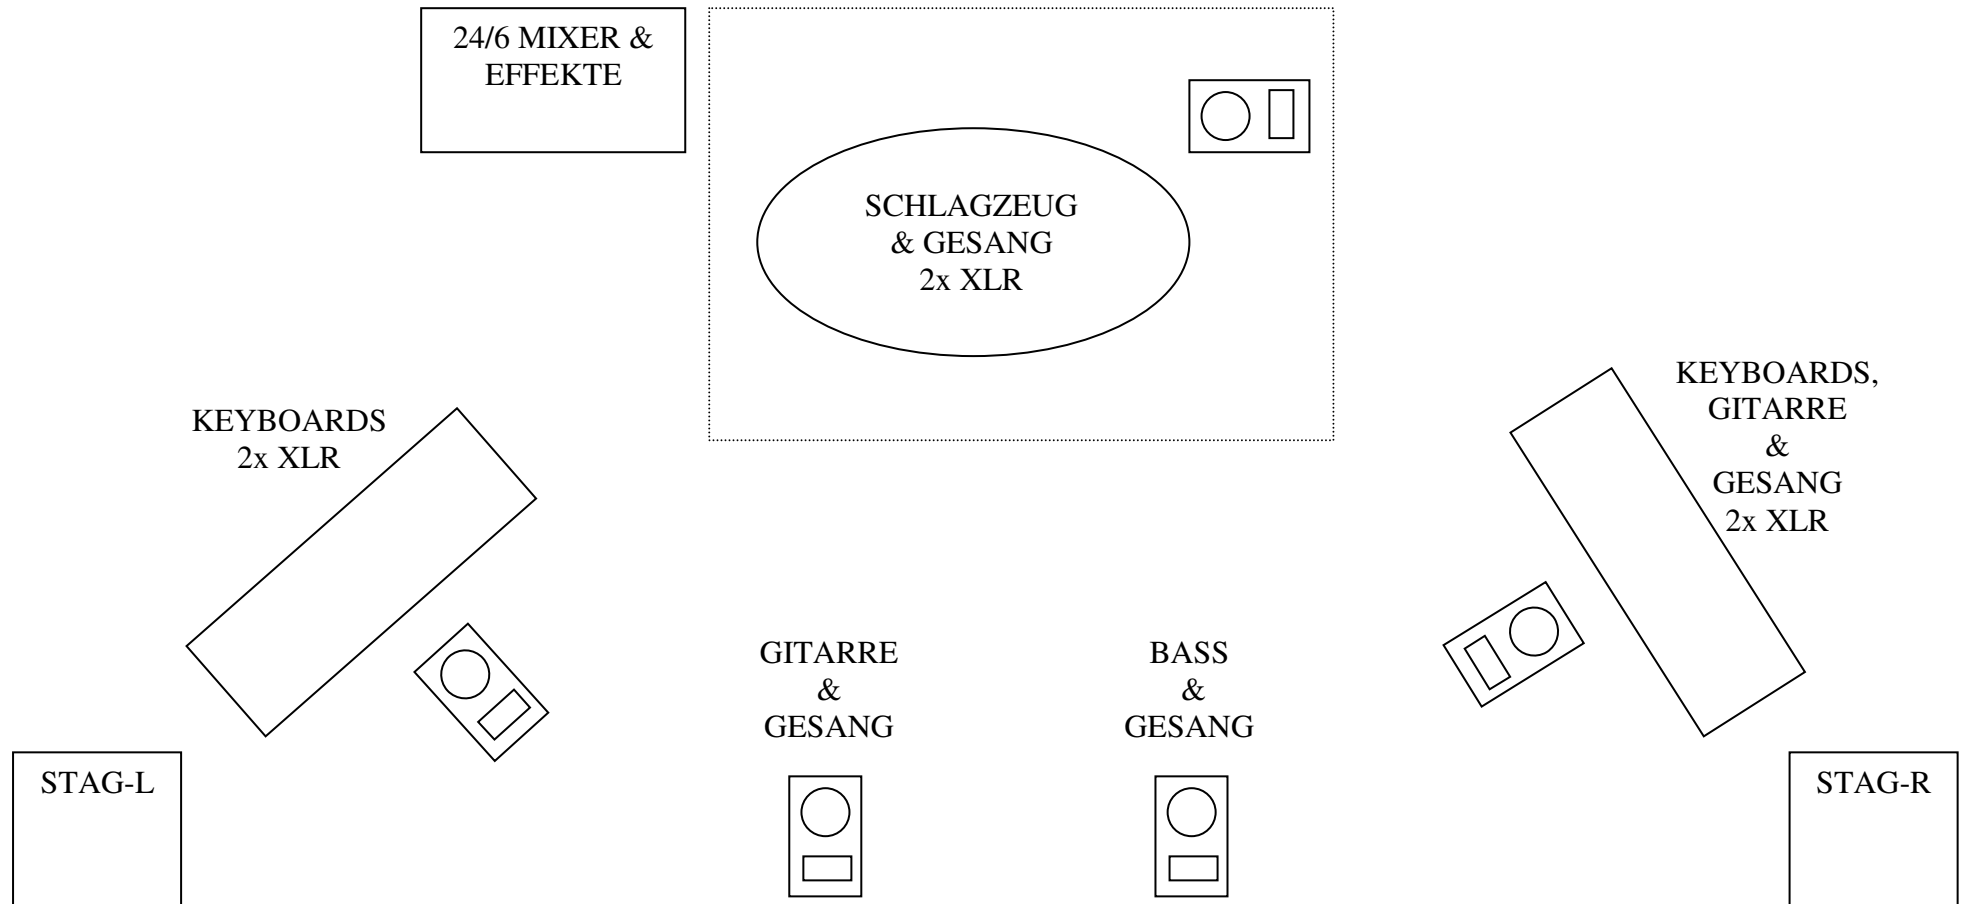 24/6 MIXER &
EFFEKTE
SCHLAGZEUG
& GESANG
2x XLR
KEYBOARDS
2x XLR
KEYBOARDS,
GITARRE
&
GESANG
2x XLR
GITARRE
&
GESANG
BASS
&
GESANG
STAG-L
STAG-R